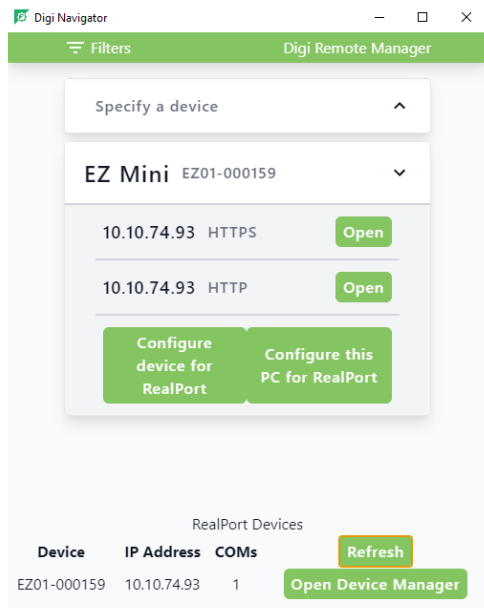 Digi Navigator
Filters Digi Remote Manager
Specify a device
EZ Mini EZ01-000159
10.10.74.93 HTTPS Open
10.10.74.93 HTTP Open
Configure
device for
RealPort
Configure this
PC for RealPort
RealPort Devices
Device IP Address COMs Refresh
EZ01-000159 10.10.74.93 1 Open Device Manager